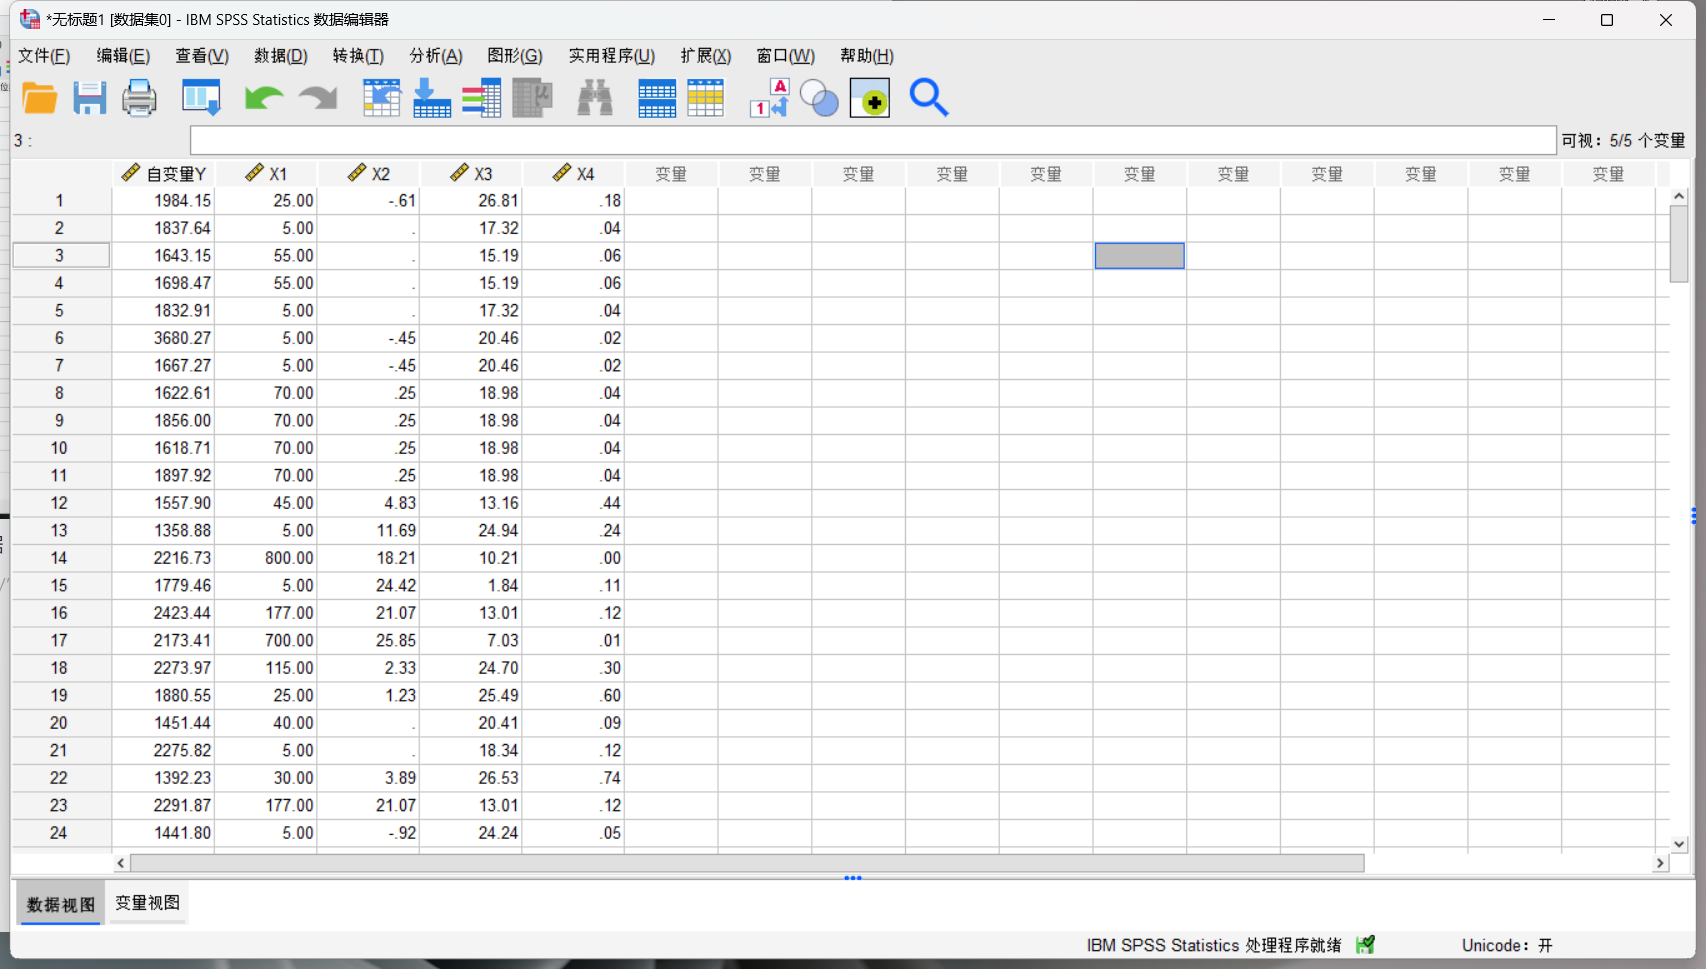 *无标题1 [数据集0] - IBM SPSS Statistics 数据编辑器
文件(F) 编辑(E) 查看(V) 数据(D) 转换(T) 分析(A) 图形(G) 实用程序(U) 扩展(X) 窗口(W) 帮助(H)
3 : 可视: 5/5 个变量
自变量Y X1 X2 X3 X4 变量 变量 变量 变量 变量 变量 变量 变量 变量 变量 变量
1 1984.15 25.00 -.61 26.81 .18
2 1837.64 5.00 . 17.32 .04
3 1643.15 55.00 . 15.19 .06
4 1698.47 55.00 . 15.19 .06
5 1832.91 5.00 . 17.32 .04
6 3680.27 5.00 -.45 20.46 .02
7 1667.27 5.00 -.45 20.46 .02
8 1622.61 70.00 .25 18.98 .04
9 1856.00 70.00 .25 18.98 .04
10 1618.71 70.00 .25 18.98 .04
11 1897.92 70.00 .25 18.98 .04
12 1557.90 45.00 4.83 13.16 .44
13 1358.88 5.00 11.69 24.94 .24
14 2216.73 800.00 18.21 10.21 .00
15 1779.46 5.00 24.42 1.84 .11
16 2423.44 177.00 21.07 13.01 .12
17 2173.41 700.00 25.85 7.03 .01
18 2273.97 115.00 2.33 24.70 .30
19 1880.55 25.00 1.23 25.49 .60
20 1451.44 40.00 . 20.41 .09
21 2275.82 5.00 . 18.34 .12
22 1392.23 30.00 3.89 26.53 .74
23 2291.87 177.00 21.07 13.01 .12
24 1441.80 5.00 -.92 24.24 .05
数据视图 变量视图
IBM SPSS Statistics 处理程序就绪 Unicode: 开